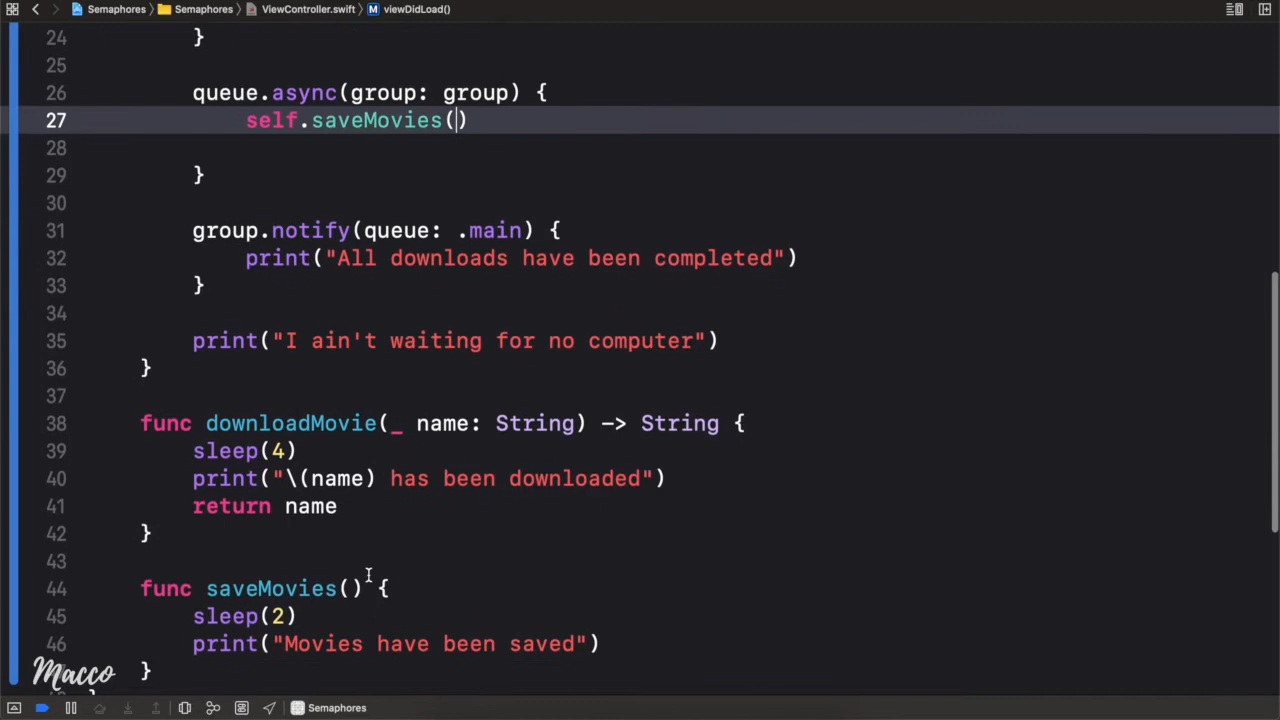 Semaphores Semaphores ViewController.swift M viewDidLoad()
24 }
25
26 queue.async(group: group) {
27 self.saveMovies()
28
29 }
30
31 group.notify(queue: .main) {
32 print("All downloads have been completed")
33 }
34
35 print("I ain't waiting for no computer")
36 }
37
38 func downloadMovie(_ name: String) -> String {
39 sleep(4)
40 print("\(name) has been downloaded")
41 return name
42 }
43
44 func saveMovies() {
45 sleep(2)
46 print("Movies have been saved")
}
Macco
Semaphores